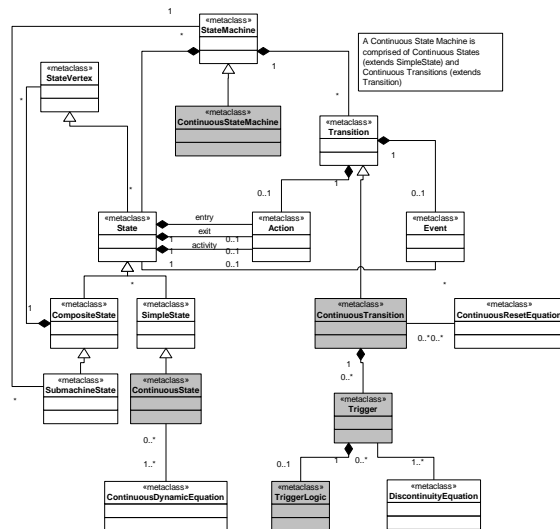 1
«metaclass»
StateMachine
*
1
A Continuous State Machine is
comprised of Continuous States
(extends SimpleState) and
Continuous Transitions (extends
Transition)
«metaclass»
StateVertex
*
«metaclass»
ContinuousStateMachine
*
«metaclass»
Transition
1
1
0..1
0..1
*
«metaclass»
State
entry
exit
activity
1
1
1
0..1
0..1
0..1
«metaclass»
Action
«metaclass»
Event
*
*
1
«metaclass»
CompositeState
«metaclass»
SimpleState
«metaclass»
ContinuousTransition
«metaclass»
ContinuousResetEquation
0..*
0..*
1
0..*
«metaclass»
SubmachineState
*
«metaclass»
ContinuousState
«metaclass»
Trigger
0..*
1..*
0..1
1
0..*
1..*
«metaclass»
ContinuousDynamicEquation
«metaclass»
TriggerLogic
«metaclass»
DiscontinuityEquation